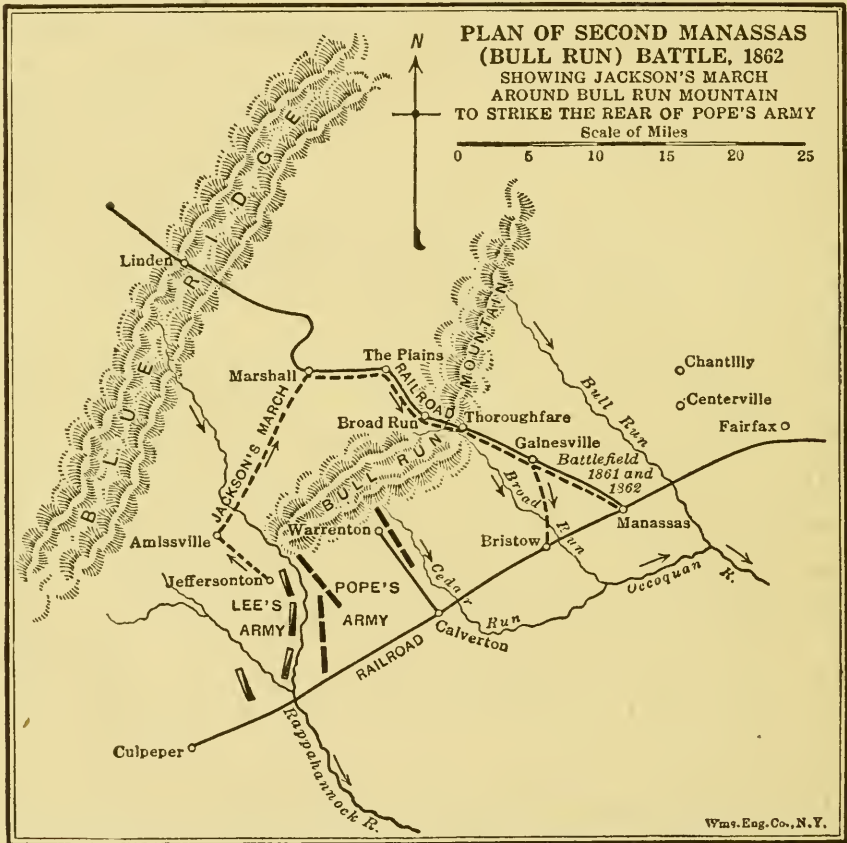 PLAN OF SECOND MANASSAS
(BULL RUN) BATTLE, 1862
SHOWING JACKSON'S MARCH
AROUND BULL RUN MOUNTAIN
TO STRIKE THE REAR OF POPE'S ARMY
Scale of Miles
0 5 10 15 20 25
N
BLUE RIDGE
Linden
Marshall
The Plains
RAILROAD
Broad Run
Thoroughfare
BULL RUN MOUNTAIN
Gainesville
Battlefield
1861 and
1862
Bull Run
Chantilly
Centerville
Fairfax
Manassas
Bristow
Broad Run
Occoquan R.
JACKSON'S MARCH
Amissville
Jeffersonton
Warrenton
LEE'S
ARMY
POPE'S
ARMY
Cedar Run
Calverton
RAILROAD
Culpeper
Rappahannock R.
Wms. Eng. Co., N.Y.